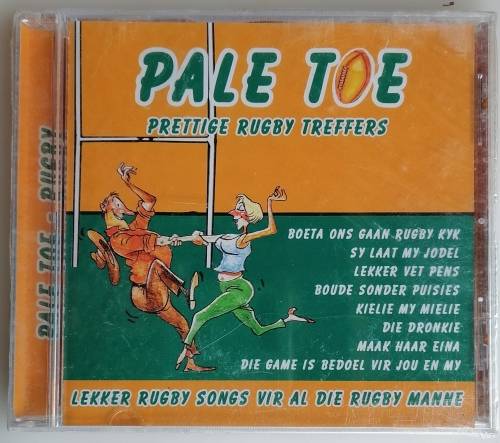 PALE TOE
PRETTIGE RUGBY TREFFERS
BOETA ONS GAAN RUGBY KYK
SY LAAT MY JODEL
LEKKER VET PENS
BOUDE SONDER PUISIES
KIELIE MY MIELIE
DIE DRONKIE
MAAK HAAR EINA
DIE GAME IS BEDOEL VIR JOU EN MY
LEKKER RUGBY SONGS VIR AL DIE RUGBY MANNE
PALE TOE - RUGBY